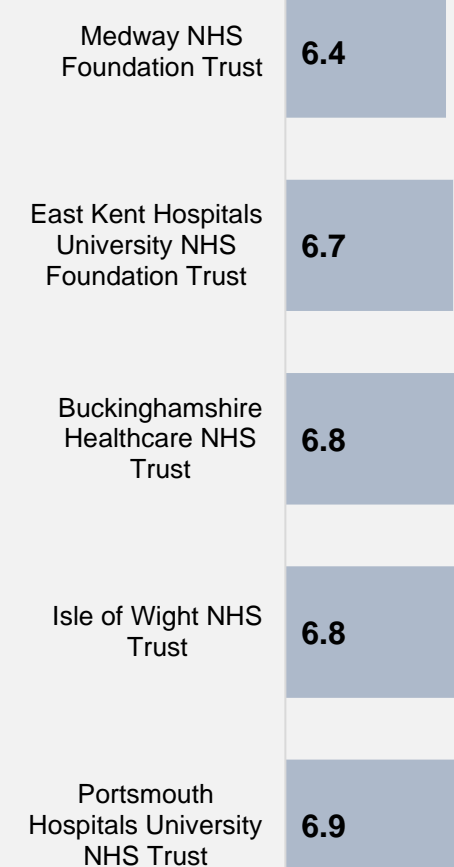 Medway NHS
Foundation Trust
6.4
East Kent Hospitals
University NHS
Foundation Trust
6.7
Buckinghamshire
Healthcare NHS
Trust
6.8
Isle of Wight NHS
Trust
6.8
Portsmouth
Hospitals University
NHS Trust
6.9